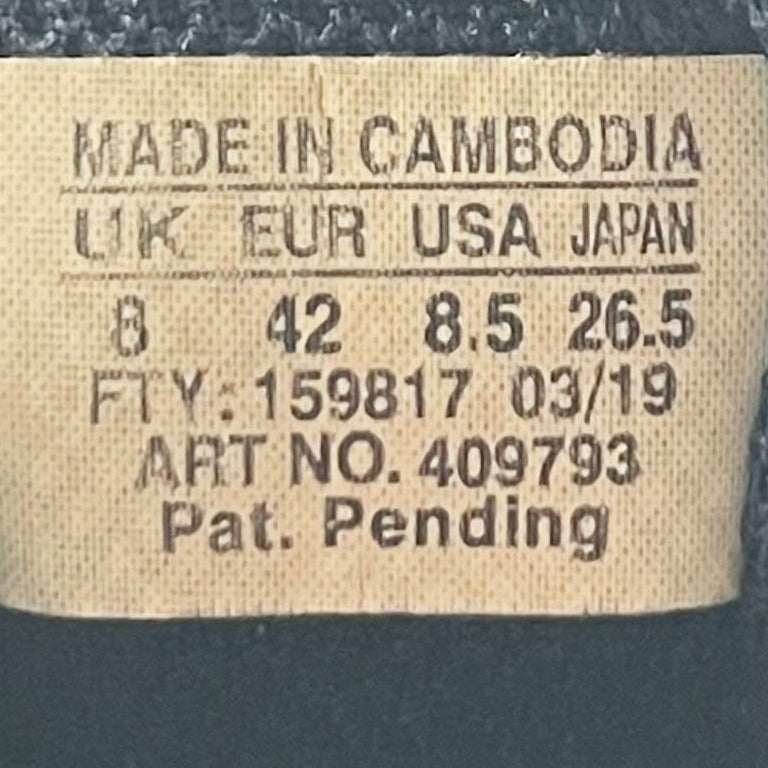 MADE IN CAMBODIA
UK EUR USA JAPAN
8 42 8.5 26.5
FTY: 159817 03/19
ART NO. 409793
Pat. Pending